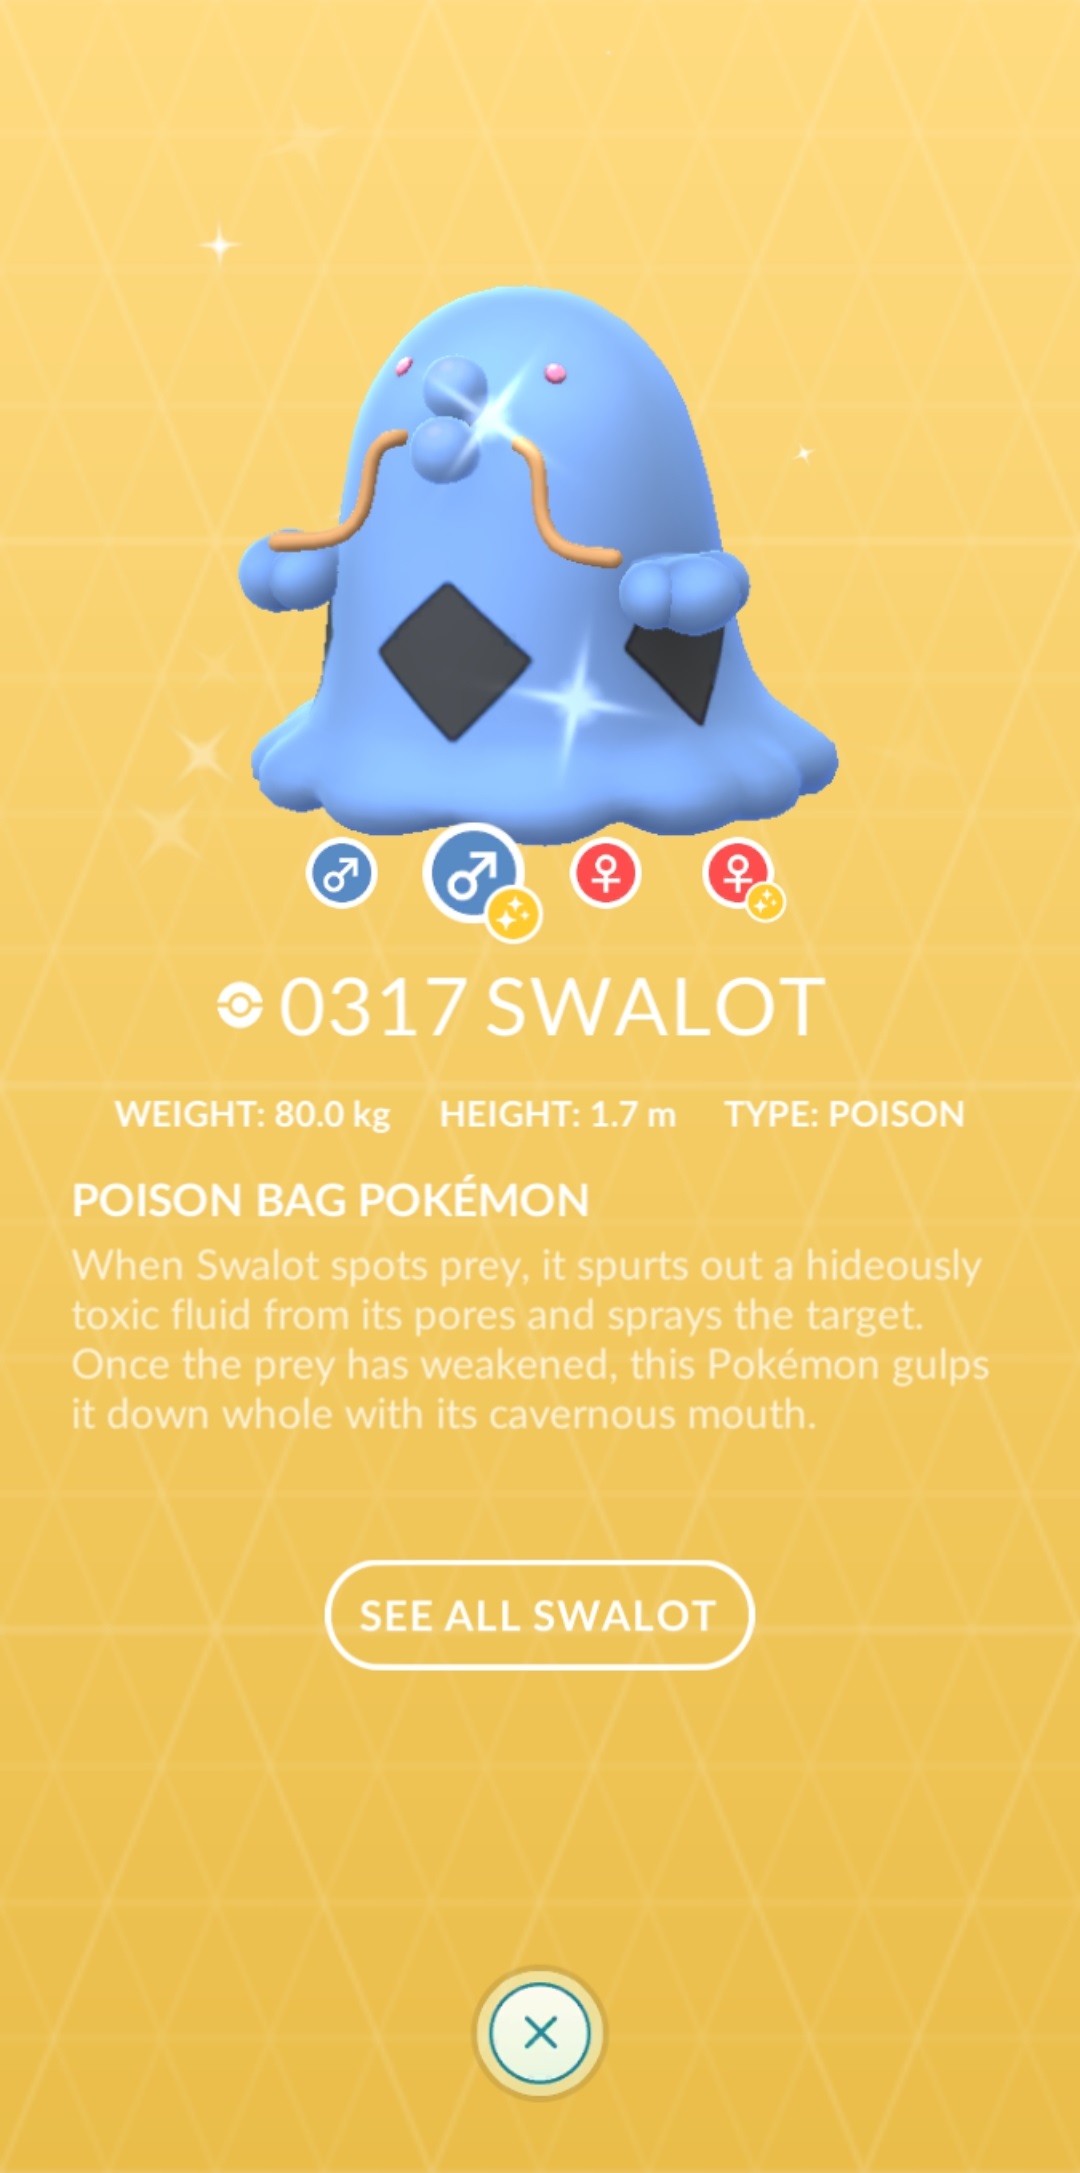 0317 SWALOT
WEIGHT: 80.0 kg HEIGHT: 1.7 m TYPE: POISON
POISON BAG POKÉMON
When Swalot spots prey, it spurts out a hideously
toxic fluid from its pores and sprays the target.
Once the prey has weakened, this Pokémon gulps
it down whole with its cavernous mouth.
SEE ALL SWALOT